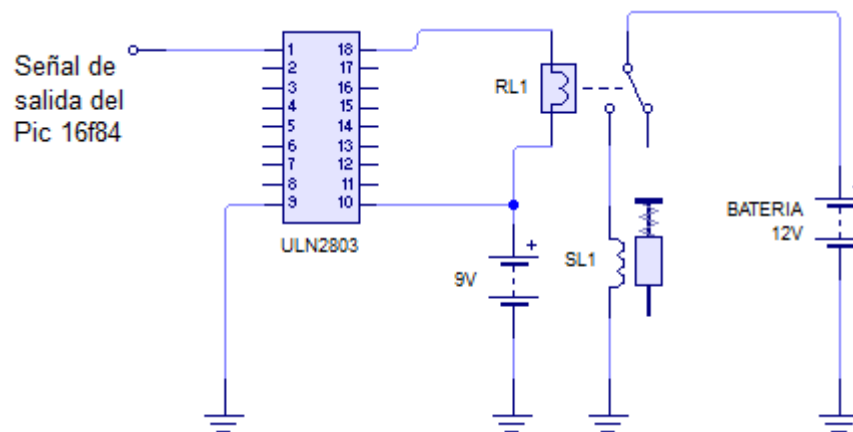 Señal de
salida del
Pic 16f84
1 18
2 17
3 16
4 15
5 14
6 13
7 12
8 11
9 10
ULN2803
RL1
+
9V
SL1
BATERIA
12V